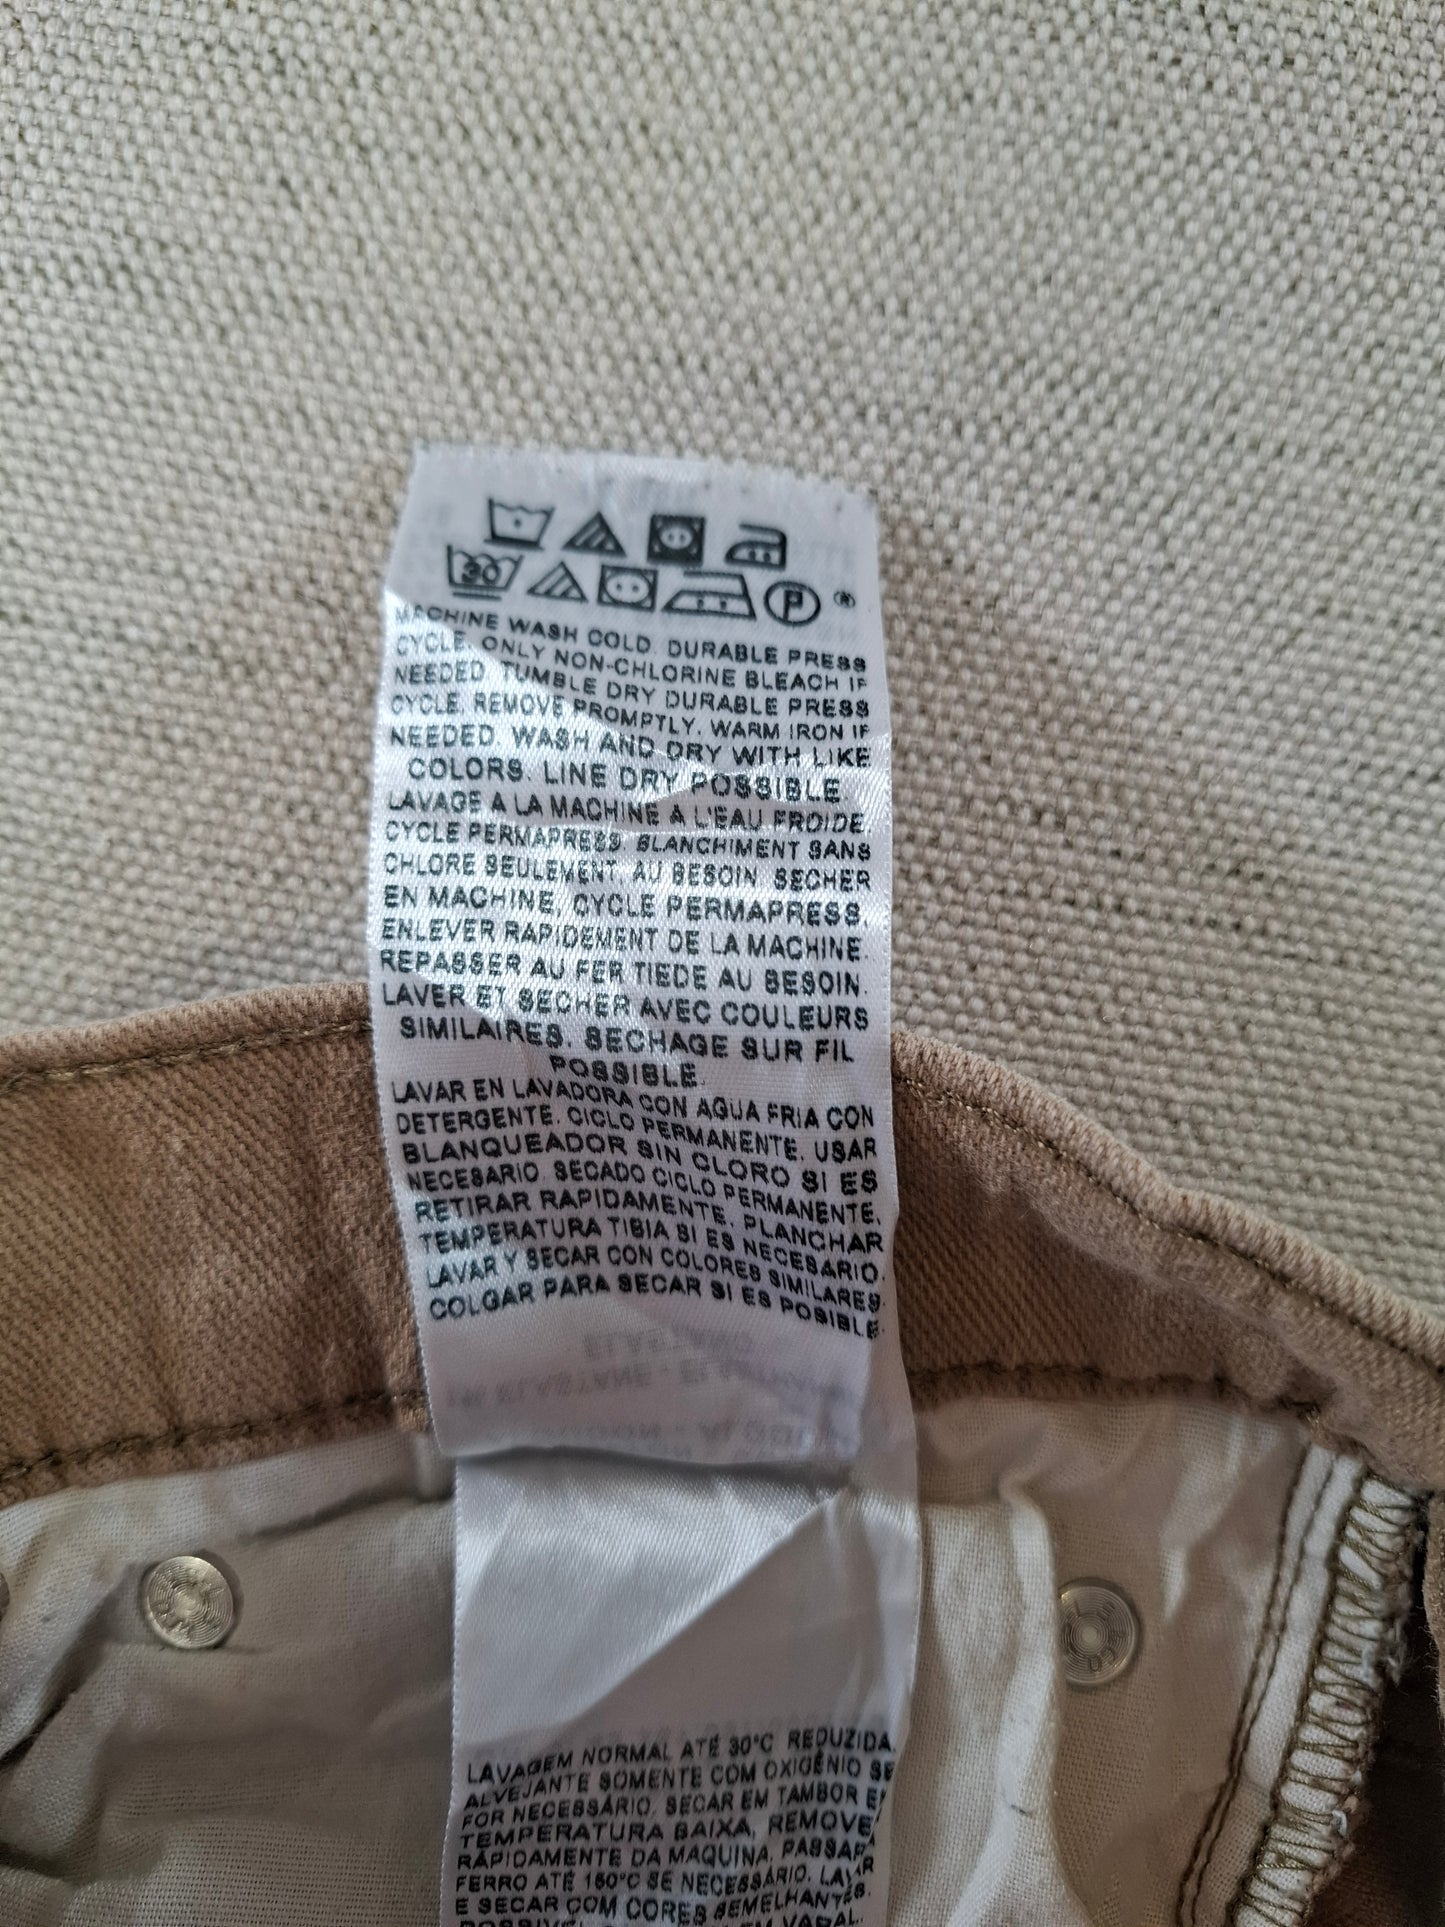 30 P ®
MACHINE WASH COLD. DURABLE PRESS
CYCLE. ONLY NON-CHLORINE BLEACH IF
NEEDED. TUMBLE DRY DURABLE PRESS
CYCLE. REMOVE PROMPTLY. WARM IRON IF
NEEDED. WASH AND DRY WITH LIKE
COLORS. LINE DRY POSSIBLE
LAVAGE A LA MACHINE A L'EAU FROIDE,
CYCLE PERMAPRESS. BLANCHIMENT SANS
CHLORE SEULEMENT, AU BESOIN. SECHER
EN MACHINE, CYCLE PERMAPRESS.
ENLEVER RAPIDEMENT DE LA MACHINE.
REPASSER AU FER TIEDE AU BESOIN.
LAVER ET SECHER AVEC COULEURS
SIMILAIRES. SECHAGE SUR FIL
POSSIBLE.
LAVAR EN LAVADORA CON AGUA FRIA CON
DETERGENTE. CICLO PERMANENTE. USAR
BLANQUEADOR SIN CLORO SI ES
NECESARIO. SECADO CICLO PERMANENTE.
RETIRAR RAPIDAMENTE. PLANCHAR
TEMPERATURA TIBIA SI ES NECESARIO.
LAVAR Y SECAR CON COLORES SIMILARES.
COLGAR PARA SECAR SI ES POSIBLE.
LAVAGEM NORMAL ATÉ 30°C REDUZIDA.
ALVEJANTE SOMENTE COM OXIGÊNIO SE
FOR NECESSÁRIO. SECAR EM TAMBOR EM
TEMPERATURA BAIXA, REMOVER
RAPIDAMENTE DA MAQUINA. PASSAR
FERRO ATÉ 150°C SE NECESSÁRIO. LAVAR
E SECAR COM CORES SEMELHANTES.
EM VARAL.